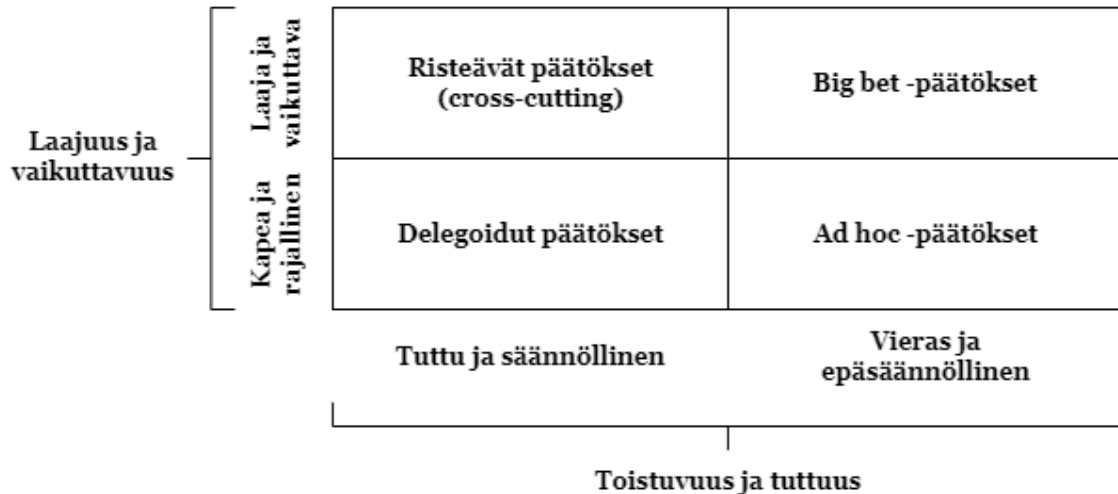 Laajuus ja
vaikuttavuus
Laaja ja
vaikuttava
Risteävät päätökset
(cross-cutting)
Big bet -päätökset
Kapea ja
rajallinen
Delegoidut päätökset
Ad hoc -päätökset
Tuttu ja säännöllinen
Vieras ja
epäsäännöllinen
Toistuvuus ja tuttuus